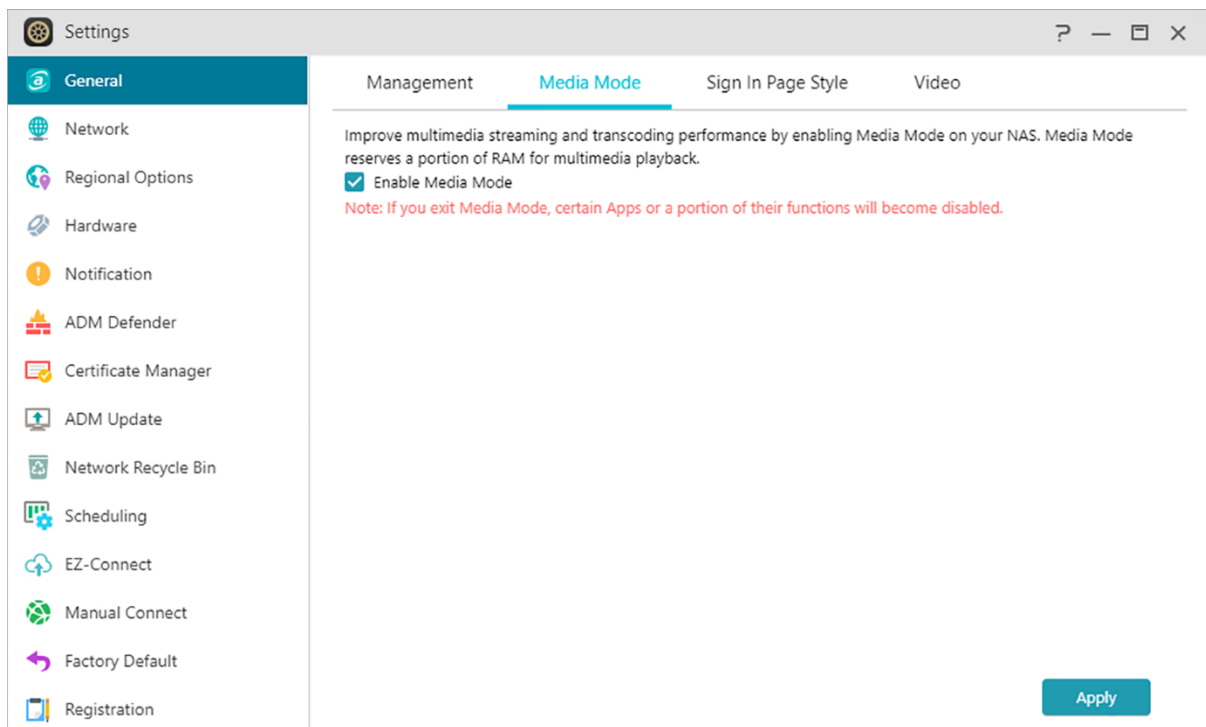 Settings
General
Network
Regional Options
Hardware
Notification
ADM Defender
Certificate Manager
ADM Update
Network Recycle Bin
Scheduling
EZ-Connect
Manual Connect
Factory Default
Registration
Management
Media Mode
Sign In Page Style
Video
Improve multimedia streaming and transcoding performance by enabling Media Mode on your NAS. Media Mode
reserves a portion of RAM for multimedia playback.
Enable Media Mode
Note: If you exit Media Mode, certain Apps or a portion of their functions will become disabled.
Apply